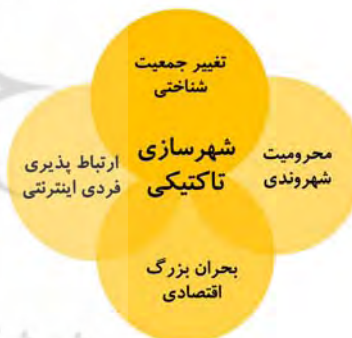 تغییر جمعیت
شناختی
محرومیت
شهروندی
شهرسازی
تاکتیکی
ارتباط پذیری
فردی اینترنتی
بحران بزرگ
اقتصادی